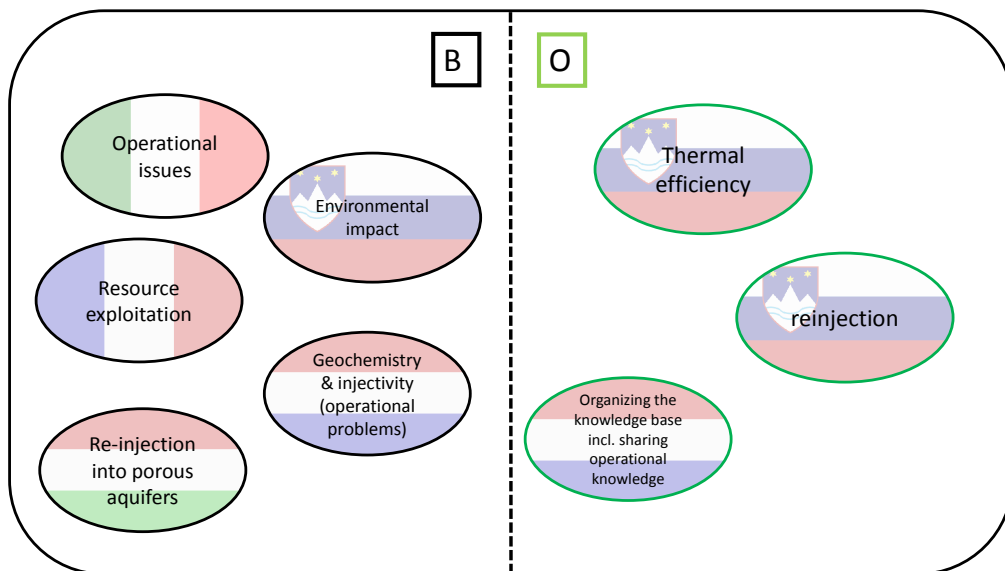 B
Operational
issues
Environmental
impact
Resource
exploitation
Geochemistry
& injectivity
(operational
problems)
Re-injection
into porous
aquifers
O
Thermal
efficiency
reinjection
Organizing the
knowledge base
incl. sharing
operational
knowledge